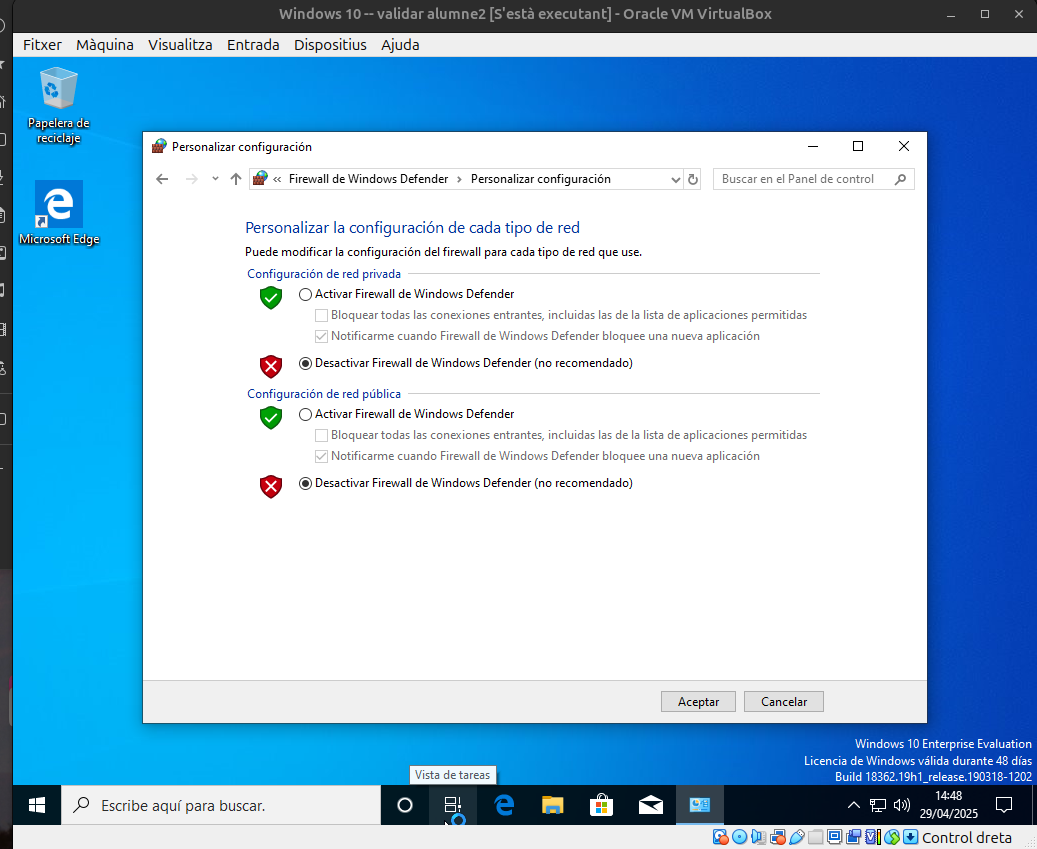 Windows 10 -- validar alumne2 [S'està executant] - Oracle VM VirtualBox
Fitxer Màquina Visualitza Entrada Dispositius Ajuda
Papelera de
reciclaje
Microsoft Edge
Personalizar configuración
« Firewall de Windows Defender › Personalizar configuración
Buscar en el Panel de control
Personalizar la configuración de cada tipo de red
Puede modificar la configuración del firewall para cada tipo de red que use.
Configuración de red privada
Activar Firewall de Windows Defender
Bloquear todas las conexiones entrantes, incluidas las de la lista de aplicaciones permitidas
Notificarme cuando Firewall de Windows Defender bloquee una nueva aplicación
Desactivar Firewall de Windows Defender (no recomendado)
Configuración de red pública
Activar Firewall de Windows Defender
Bloquear todas las conexiones entrantes, incluidas las de la lista de aplicaciones permitidas
Notificarme cuando Firewall de Windows Defender bloquee una nueva aplicación
Desactivar Firewall de Windows Defender (no recomendado)
Aceptar Cancelar
Windows 10 Enterprise Evaluation
Licencia de Windows válida durante 48 días
Build 18362.19h1_release.190318-1202
Vista de tareas
Escribe aquí para buscar.
14:48
29/04/2025
Control dreta